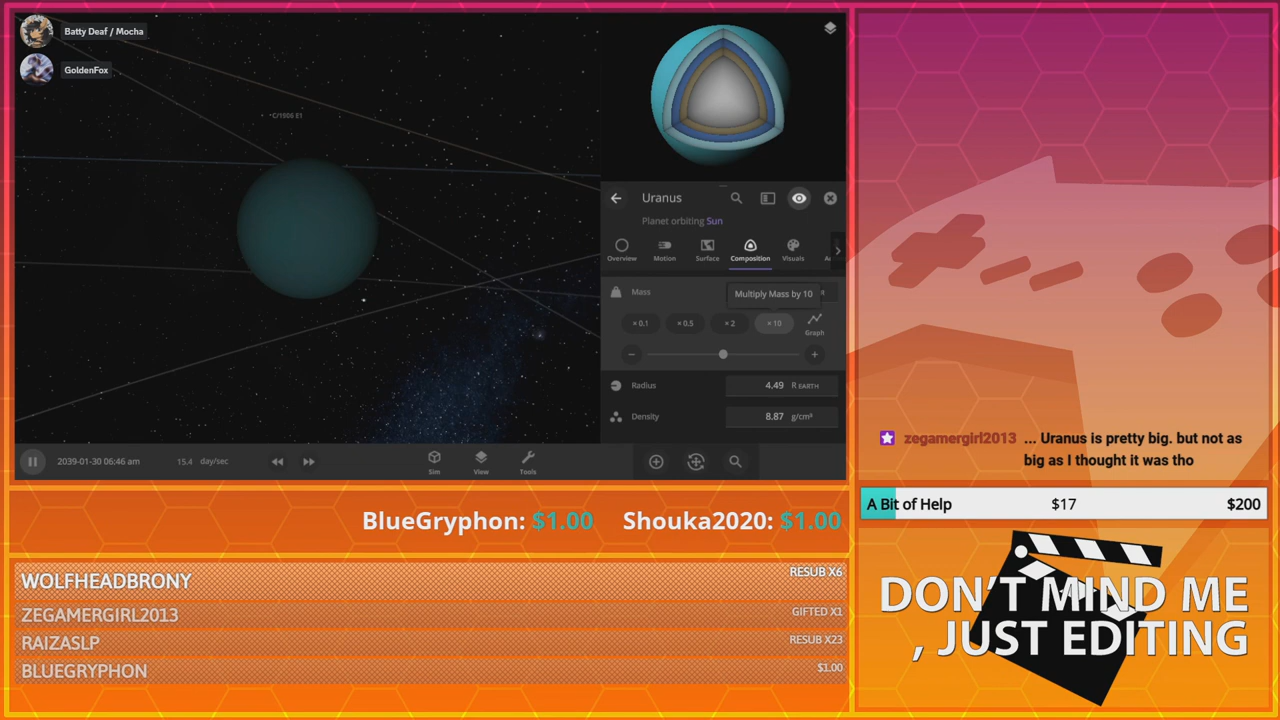 Batty Deaf / Mocha
GoldenFox
C/1806 E1
Uranus
Planet orbiting Sun
Overview
Motion
Surface
Composition
Visuals
Mass
Multiply Mass by 10
× 0.1
× 0.5
× 2
× 10
Graph
Radius
4.49 R EARTH
Density
8.87 g/cm³
2039-01-30 06:46 am
15.4 day/sec
Sim
View
Tools
zegamergirl2013 ... Uranus is pretty big. but not as
big as I thought it was tho
A Bit of Help $17 $200
BlueGryphon: $1.00 Shouka2020: $1.00
WOLFHEADBRONY RESUB X6
ZEGAMERGIRL2013 GIFTED X1
RAIZASLP RESUB X23
BLUEGRYPHON $1.00
DON'T MIND ME
, JUST EDITING